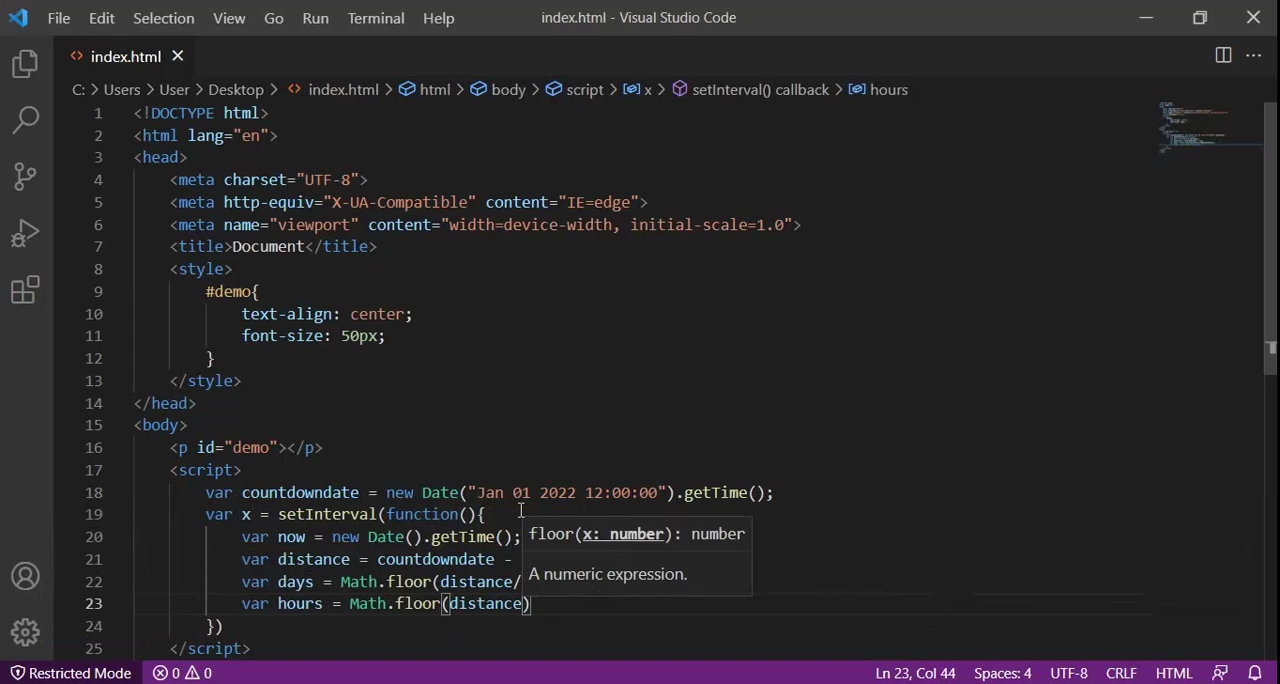 File Edit Selection View Go Run Terminal Help index.html - Visual Studio Code
<> index.html
C: > Users > User > Desktop > <> index.html > html > body > script > x > setInterval() callback > hours
1 <!DOCTYPE html>
2 <html lang="en">
3 <head>
4 <meta charset="UTF-8">
5 <meta http-equiv="X-UA-Compatible" content="IE=edge">
6 <meta name="viewport" content="width=device-width, initial-scale=1.0">
7 <title>Document</title>
8 <style>
9 #demo{
10 text-align: center;
11 font-size: 50px;
12 }
13 </style>
14 </head>
15 <body>
16 <p id="demo"></p>
17 <script>
18 var countdowndate = new Date("Jan 01 2022 12:00:00").getTime();
19 var x = setInterval(function(){
20 var now = new Date().getTime();
floor(x: number): number
21 var distance = countdowndate -
A numeric expression.
22 var days = Math.floor(distance/
23 var hours = Math.floor(distance)
24 })
25 </script>
Restricted Mode 0 0 Ln 23, Col 44 Spaces: 4 UTF-8 CRLF HTML